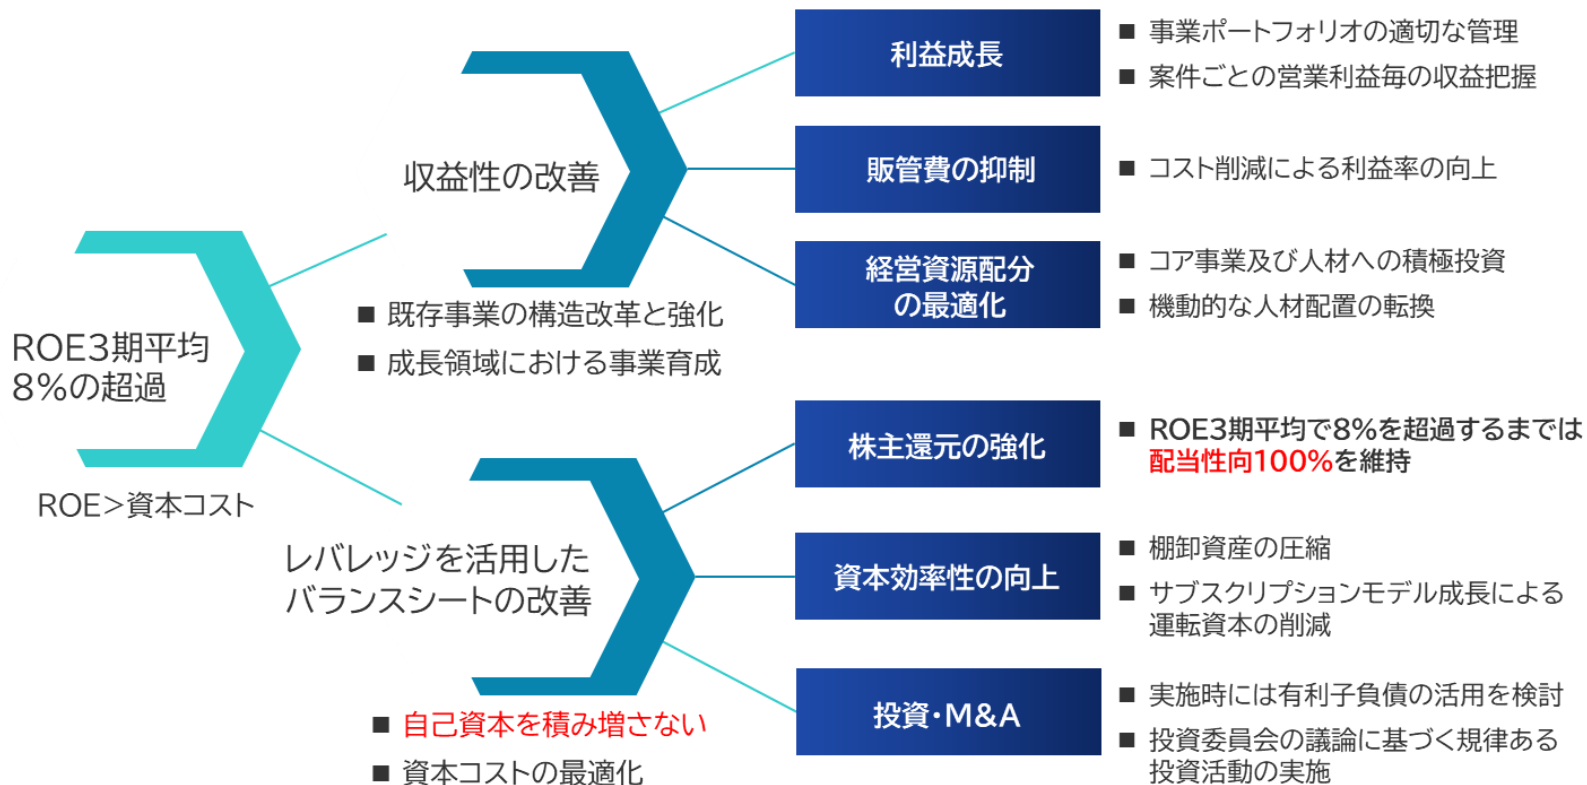 ROE3期平均
8%の超過
ROE>資本コスト
収益性の改善
■ 既存事業の構造改革と強化
■ 成長領域における事業育成
利益成長
■ 事業ポートフォリオの適切な管理
■ 案件ごとの営業利益毎の収益把握
販管費の抑制
■ コスト削減による利益率の向上
経営資源配分
の最適化
■ コア事業及び人材への積極投資
■ 機動的な人材配置の転換
レバレッジを活用した
バランスシートの改善
■ 自己資本を積み増さない
■ 資本コストの最適化
株主還元の強化
■ ROE3期平均で8%を超過するまでは
配当性向100%を維持
資本効率性の向上
■ 棚卸資産の圧縮
■ サブスクリプションモデル成長による
運転資本の削減
投資・M&A
■ 実施時には有利子負債の活用を検討
■ 投資委員会の議論に基づく規律ある
投資活動の実施